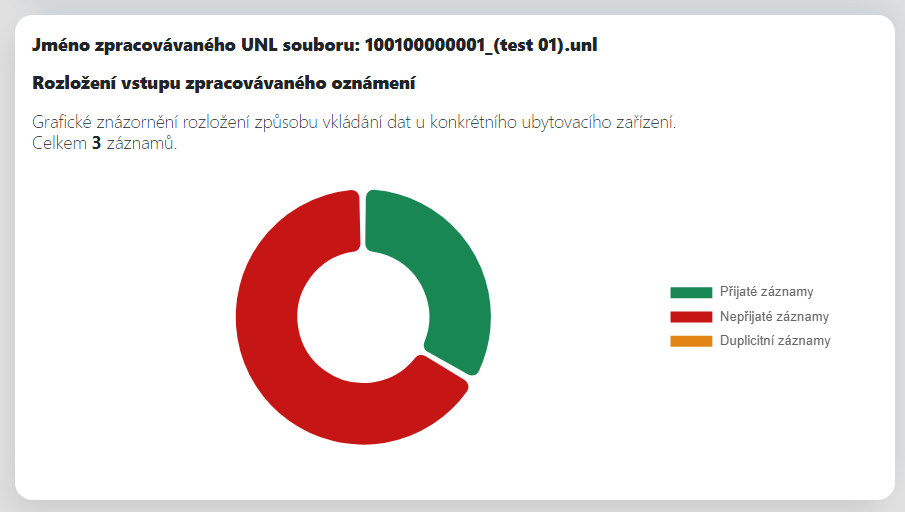 Jméno zpracovávaného UNL souboru: 100100000001_(test 01).unl
Rozložení vstupu zpracovávaného oznámení
Grafické znázornění rozložení způsobu vkládání dat u konkrétního ubytovacího zařízení.
Celkem 3 záznamů.
Přijaté záznamy
Nepřijaté záznamy
Duplicitní záznamy